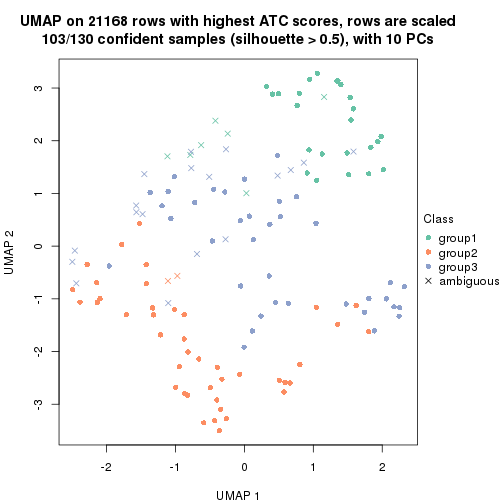 UMAP on 21168 rows with highest ATC scores, rows are scaled
103/130 confident samples (silhouette > 0.5), with 10 PCs
3
2
1
0
-1
-2
-3
UMAP 2
-2
-1
0
1
2
UMAP 1
Class
group1
group2
group3
ambiguous